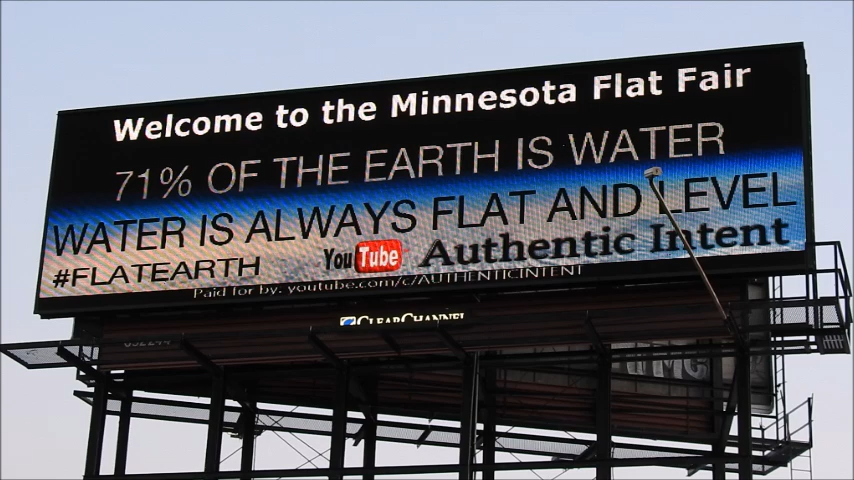 Welcome to the Minnesota Flat Fair
71% OF THE EARTH IS WATER
WATER IS ALWAYS FLAT AND LEVEL
#FLATEARTH YouTube Authentic Intent
Paid for by: youtube.com/c/AUTHENTICINTENT
CLEAR CHANNEL